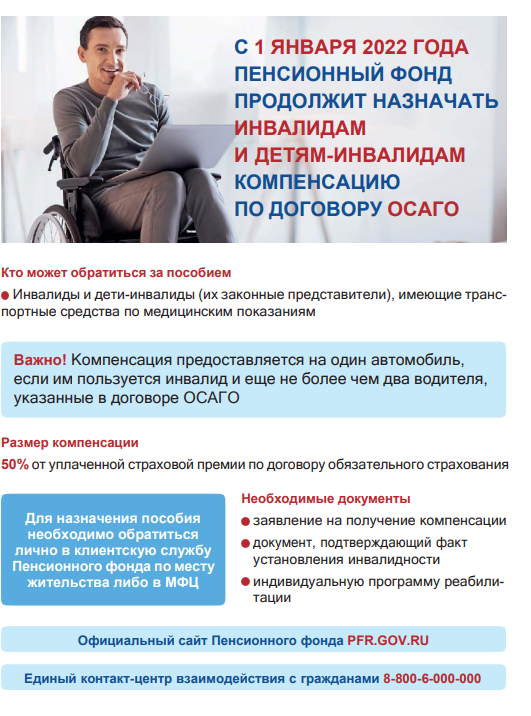 С 1 ЯНВАРЯ 2022 ГОДА
ПЕНСИОННЫЙ ФОНД
ПРОДОЛЖИТ НАЗНАЧАТЬ
ИНВАЛИДАМ
И ДЕТЯМ-ИНВАЛИДАМ
КОМПЕНСАЦИЮ
ПО ДОГОВОРУ ОСАГО
Кто может обратиться за пособием
● Инвалиды и дети-инвалиды (их законные представители), имеющие транс-
портные средства по медицинским показаниям
Важно! Компенсация предоставляется на один автомобиль,
если им пользуется инвалид и еще не более чем два водителя,
указанные в договоре ОСАГО
Размер компенсации
50% от уплаченной страховой премии по договору обязательного страхования
Для назначения пособия
необходимо обратиться
лично в клиентскую службу
Пенсионного фонда по месту
жительства либо в МФЦ
Необходимые документы
● заявление на получение компенсации
● документ, подтверждающий факт
установления инвалидности
● индивидуальную программу реабили-
тации
Официальный сайт Пенсионного фонда PFR.GOV.RU
Единый контакт-центр взаимодействия с гражданами 8-800-6-000-000